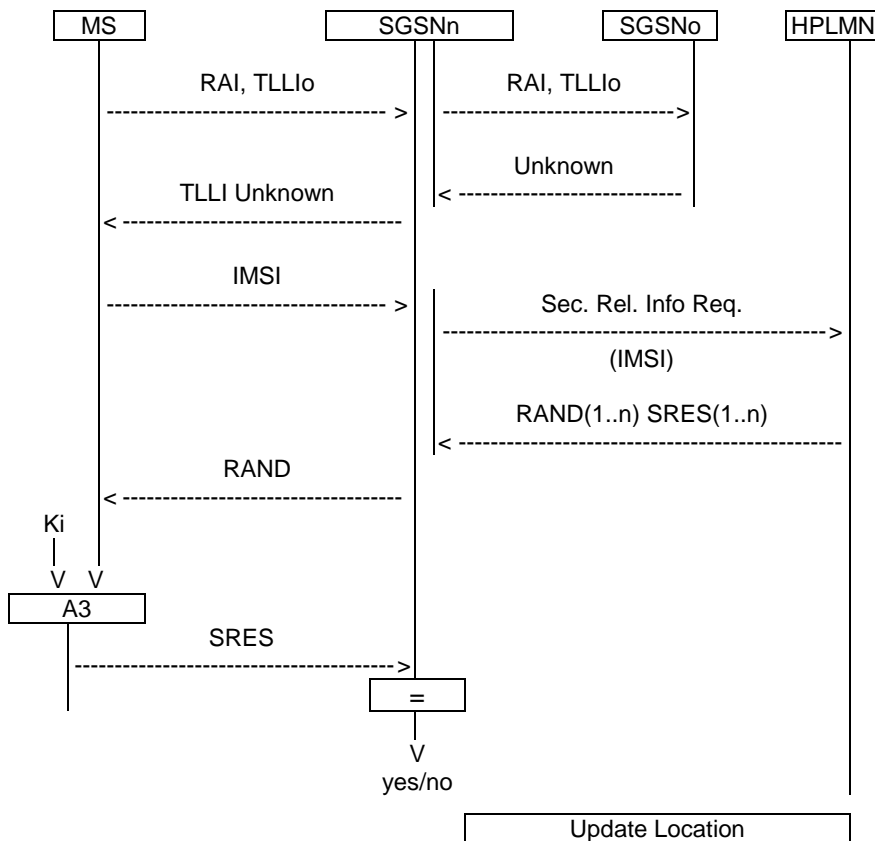 MS SGSNn SGSNo HPLMN
RAI, TLLIo RAI, TLLIo
Unknown
TLLI Unknown
IMSI
Sec. Rel. Info Req.
(IMSI)
RAND(1..n) SRES(1..n)
RAND
Ki
V V
A3
SRES
=
V
yes/no
Update Location